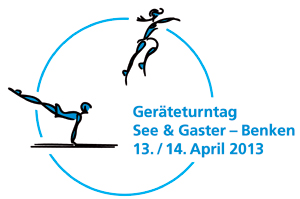 Geräteturntag
See & Gaster – Benken
13. / 14. April 2013